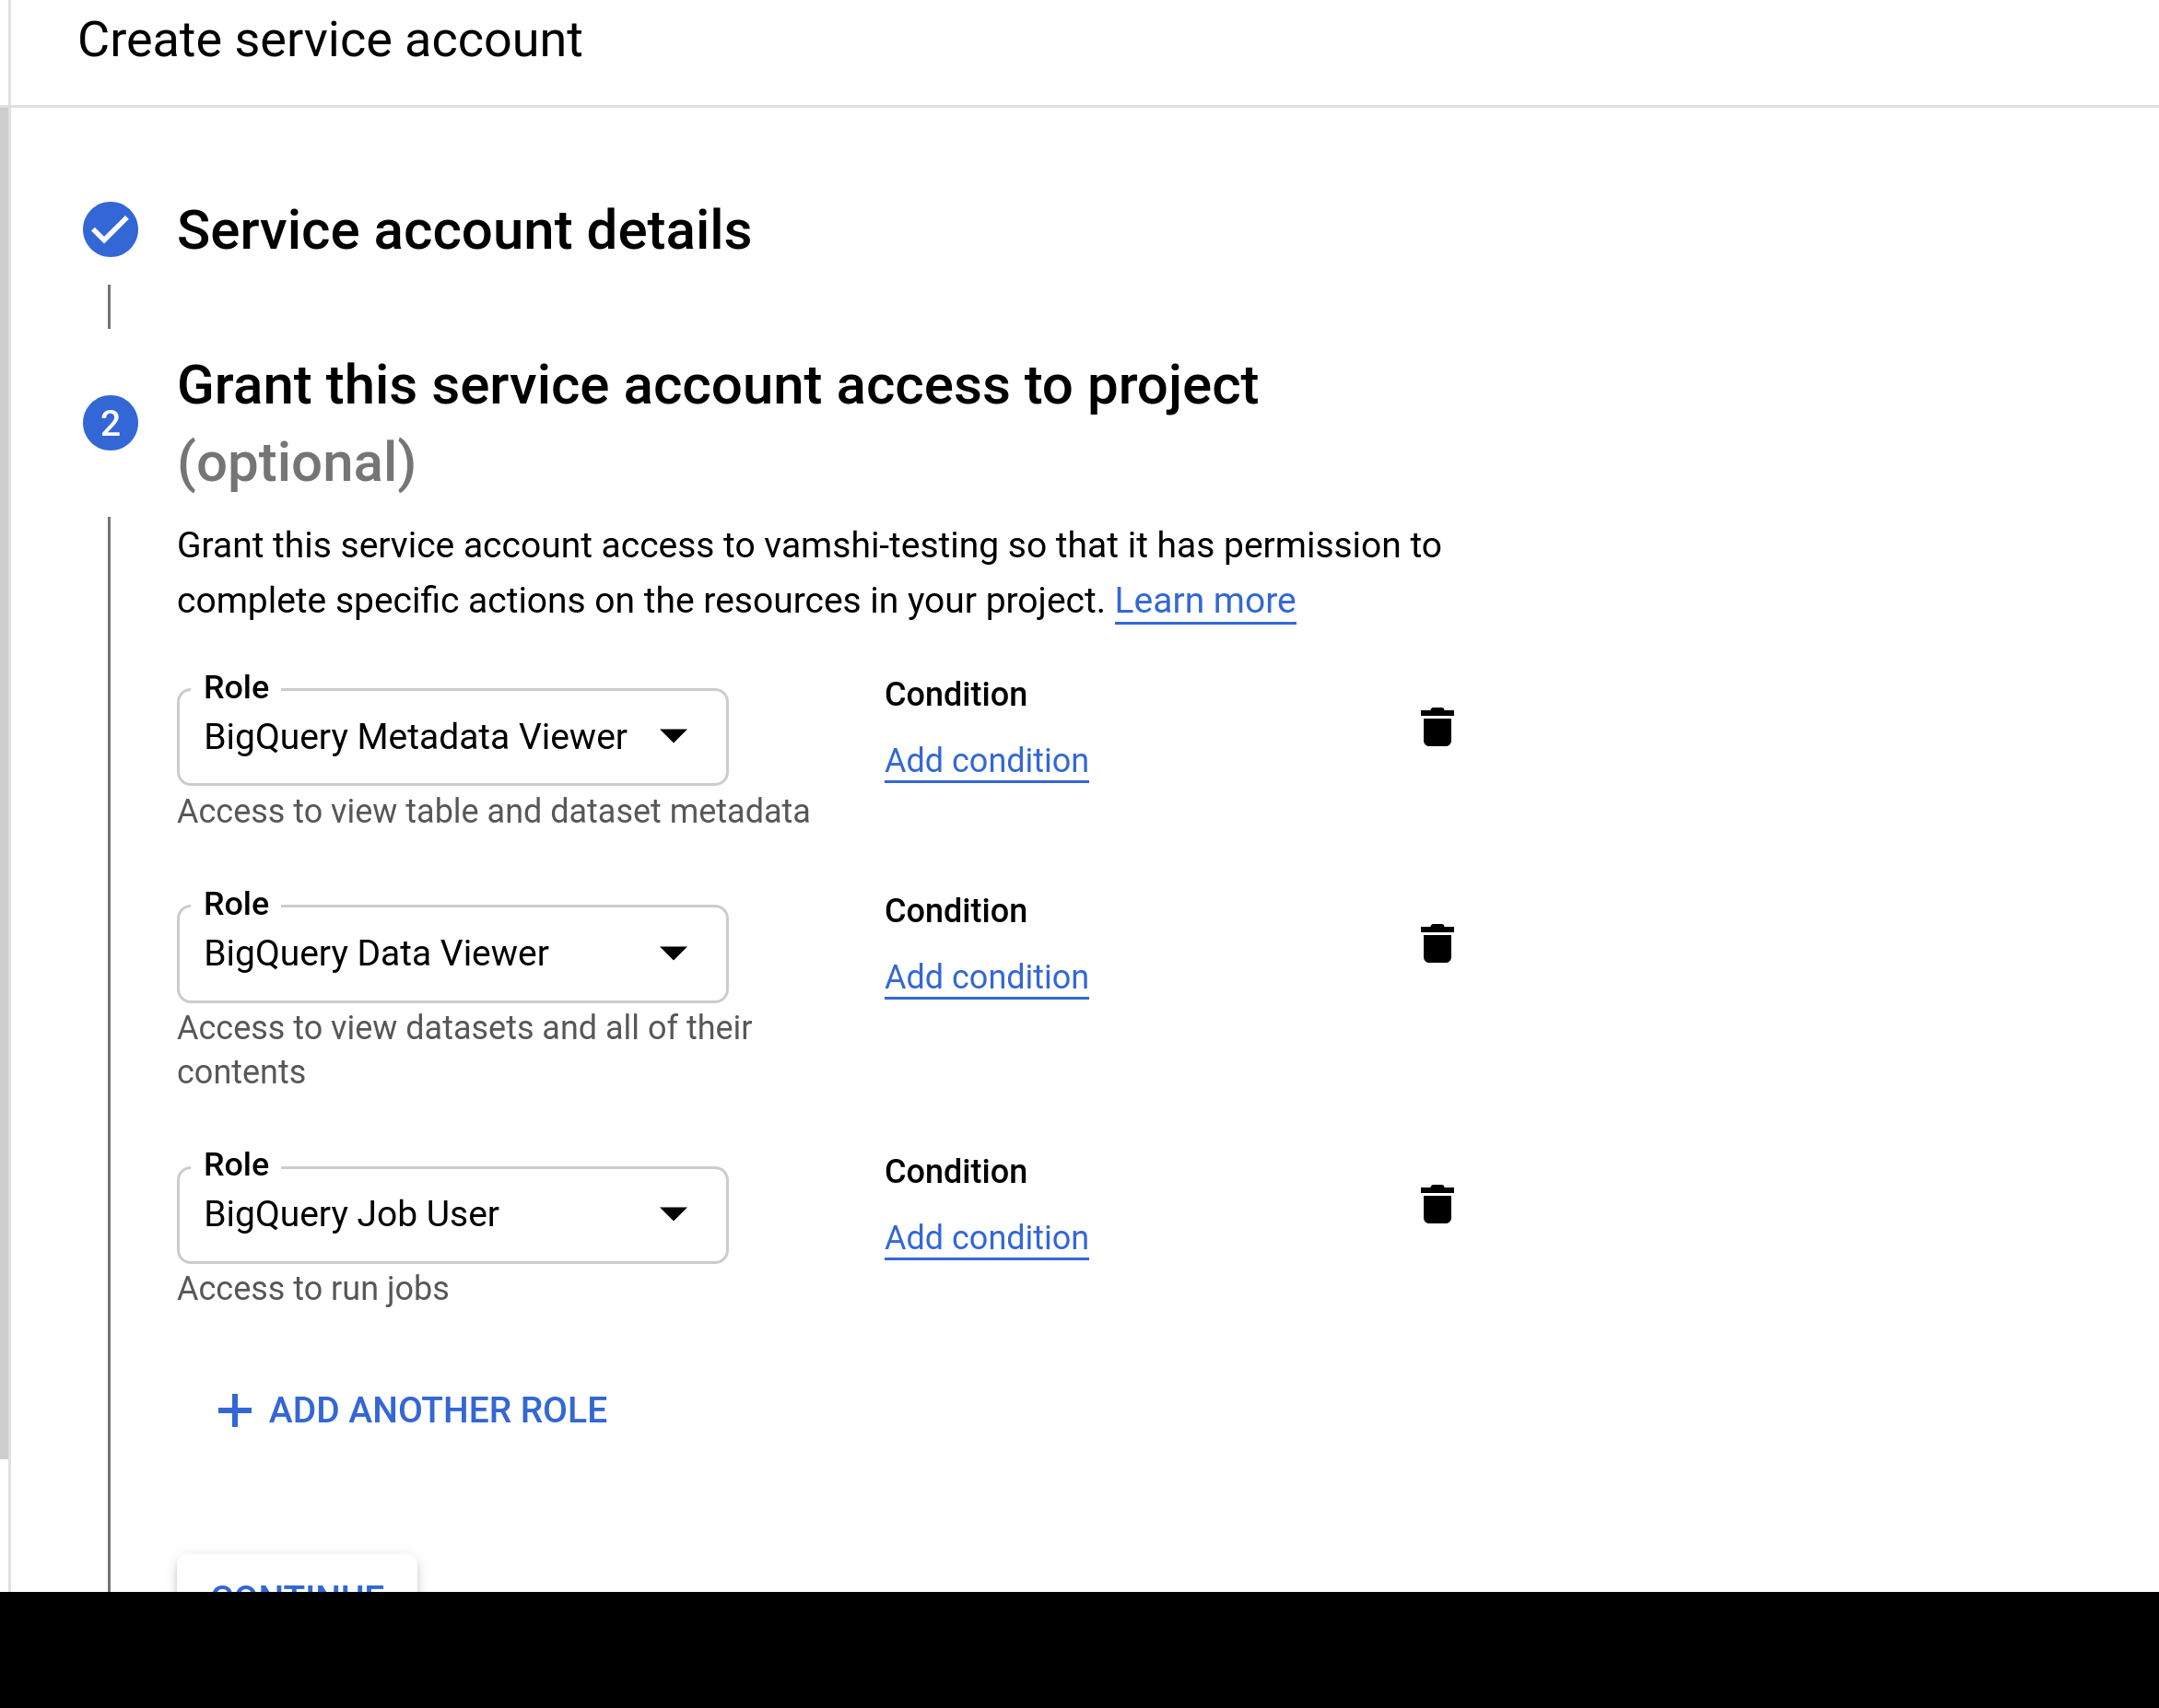 Create service account
Service account details
2
Grant this service account access to project
(optional)
Grant this service account access to vamshi-testing so that it has permission to
complete specific actions on the resources in your project. Learn more
Role
BigQuery Metadata Viewer
Condition
Add condition
Access to view table and dataset metadata
Role
BigQuery Data Viewer
Condition
Add condition
Access to view datasets and all of their
contents
Role
BigQuery Job User
Condition
Add condition
Access to run jobs
ADD ANOTHER ROLE
CONTINUE